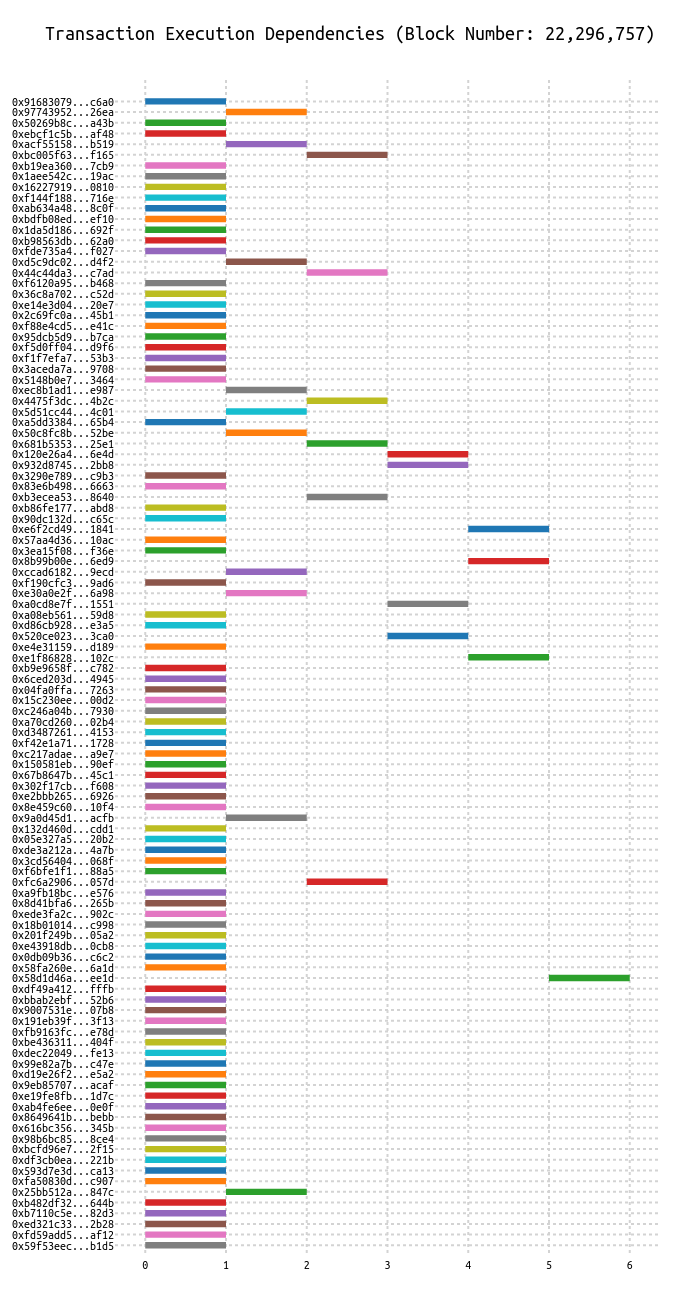 Transaction Execution Dependencies (Block Number: 22,296,757)
0x91683079...c6a0
0x97743952...26ea
0x50269b8c...a43b
0xebcf1c5b...af48
0xacf55158...b519
0xbc005f63...f165
0xb19ea360...7cb9
0x1aee542c...19ac
0x16227919...0810
0xf144f188...716e
0xab634a48...8c0f
0xbdfb08ed...ef10
0x1da5d186...692f
0xb98563db...62a0
0xfde735a4...f027
0xd5c9dc02...d4f2
0x44c44da3...c7ad
0xf6120a95...b468
0x36c8a702...c52d
0xe14e3d04...20e7
0x2c69fc0a...45b1
0xf88e4cd5...e41c
0x95dcb5d9...b7ca
0xf5d0ff04...d9f6
0xf1f7efa7...53b3
0x3aceda7a...9708
0x5148b0e7...3464
0xec8b1ad1...e987
0x4475f3dc...4b2c
0x5d51cc44...4c01
0xa5dd3384...65b4
0x50c8fc8b...52be
0x681b5353...25e1
0x120e26a4...6e4d
0x932d8745...2bb8
0x3290e789...c9b3
0x83e6b498...6663
0xb3ecea53...8640
0xb86fe177...abd8
0x90dc132d...c65c
0xe6f2cd49...1841
0x57aa4d36...10ac
0x3ea15f08...f36e
0x8b99b00e...6ed9
0xccad6182...9ecd
0xf190cfc3...9ad6
0xe30a0e2f...6a98
0xa0cd8e7f...1551
0xa08eb561...59d8
0xd86cb928...e3a5
0x520ce023...3ca0
0xe4e31159...d189
0xe1f86828...102c
0xb9e9658f...c782
0x6ced203d...4945
0x04fa0ffa...7263
0x15c230ee...00d2
0xc246a04b...7930
0xa70cd260...02b4
0xd3487261...4153
0xf42e1a71...1728
0xc217adae...a9e7
0x150581eb...90ef
0x67b8647b...45c1
0x302f17cb...f608
0xe2bbb265...6926
0x8e459c60...10f4
0x9a0d45d1...acfb
0x132d460d...cdd1
0x05e327a5...20b2
0xde3a212a...4a7b
0x3cd56404...068f
0xf6bfe1f1...88a5
0xfc6a2906...057d
0xa9fb18bc...e576
0x8d41bfa6...265b
0xede3fa2c...902c
0x18b01014...c998
0x201f249b...05a2
0xe43918db...0cb8
0x0db09b36...c6c2
0x58fa260e...6a1d
0x58d1d46a...ee1d
0xdf49a412...fffb
0xbbab2ebf...52b6
0x9007531e...07b8
0x191eb39f...3f13
0xfb9163fc...e78d
0xbe436311...404f
0xdec22049...fe13
0x99e82a7b...c47e
0xd19e26f2...e5a2
0x9eb85707...acaf
0xe19fe8fb...1d7c
0xab4fe6ee...0e0f
0x8649641b...bebb
0x616bc356...345b
0x98b6bc85...8ce4
0xbcfd96e7...2f15
0xdf3cb0ea...221b
0x593d7e3d...ca13
0xfa50830d...c907
0x25bb512a...847c
0xb482df32...644b
0xb7110c5e...82d3
0xed321c33...2b28
0xfd59add5...af12
0x59f53eec...b1d5
0 1 2 3 4 5 6